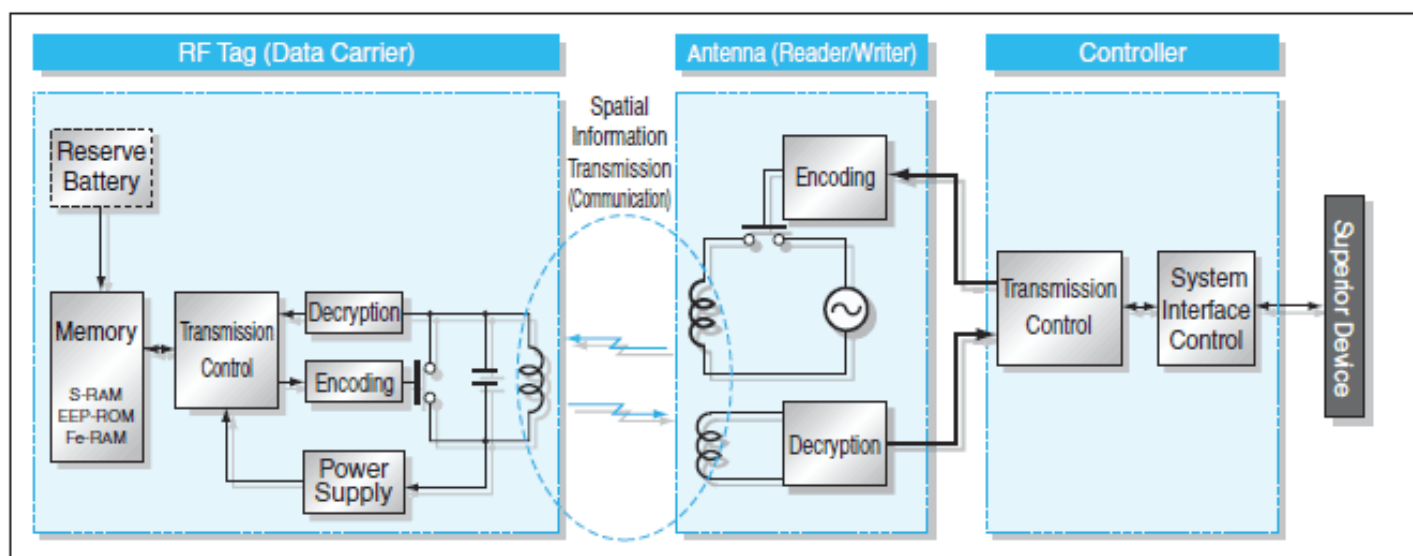 RF Tag (Data Carrier)
Antenna (Reader/Writer)
Controller
Spatial
Information
Transmission
(Communication)
Reserve
Battery
Memory
S-RAM
EEP-ROM
Fe-RAM
Transmission
Control
Decryption
Encoding
Power
Supply
Encoding
Decryption
Transmission
Control
System
Interface
Control
Superior Device